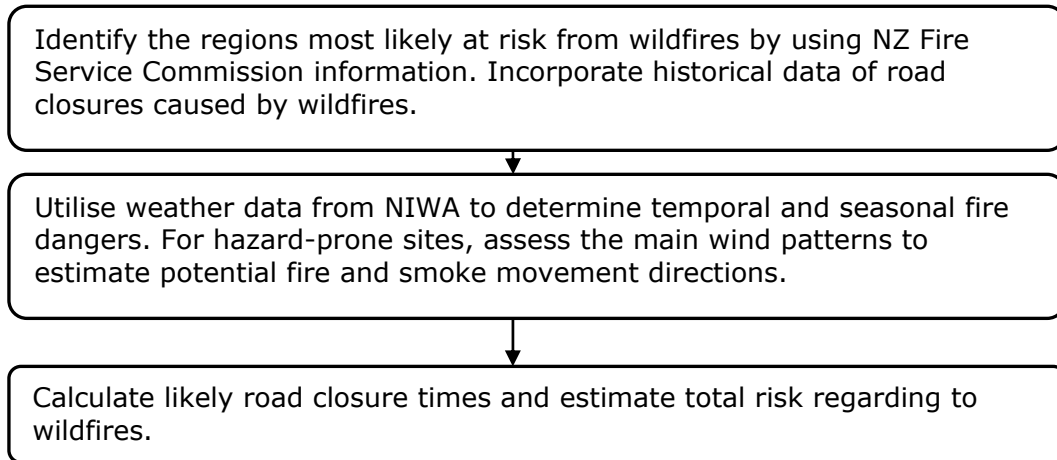 Identify the regions most likely at risk from wildfires by using NZ Fire
Service Commission information. Incorporate historical data of road
closures caused by wildfires.
Utilise weather data from NIWA to determine temporal and seasonal fire
dangers. For hazard-prone sites, assess the main wind patterns to
estimate potential fire and smoke movement directions.
Calculate likely road closure times and estimate total risk regarding to
wildfires.